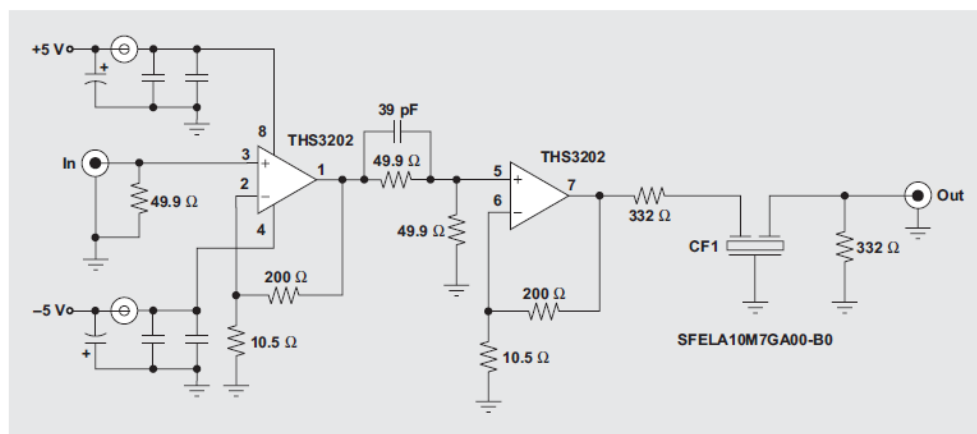 +5 V
+
39 pF
8
THS3202
THS3202
In
3
+
1
49.9 Ω
5
+
7
2
–
6
–
332 Ω
Out
49.9 Ω
4
49.9 Ω
CF1
332 Ω
200 Ω
200 Ω
–5 V
+
10.5 Ω
10.5 Ω
SFELA10M7GA00-B0